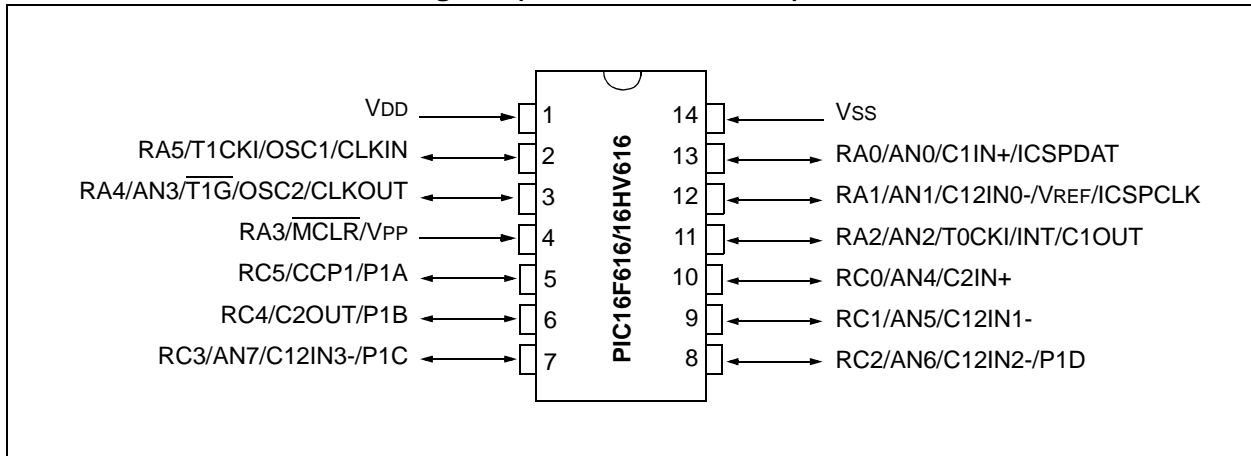 VDD
RA5/T1CKI/OSC1/CLKIN
RA4/AN3/T1G/OSC2/CLKOUT
RA3/MCLR/VPP
RC5/CCP1/P1A
RC4/C2OUT/P1B
RC3/AN7/C12IN3-/P1C
1
2
3
4
5
6
7
PIC16F616/16HV616
14
13
12
11
10
9
8
VSS
RA0/AN0/C1IN+/ICSPDAT
RA1/AN1/C12IN0-/VREF/ICSPCLK
RA2/AN2/T0CKI/INT/C1OUT
RC0/AN4/C2IN+
RC1/AN5/C12IN1-
RC2/AN6/C12IN2-/P1D